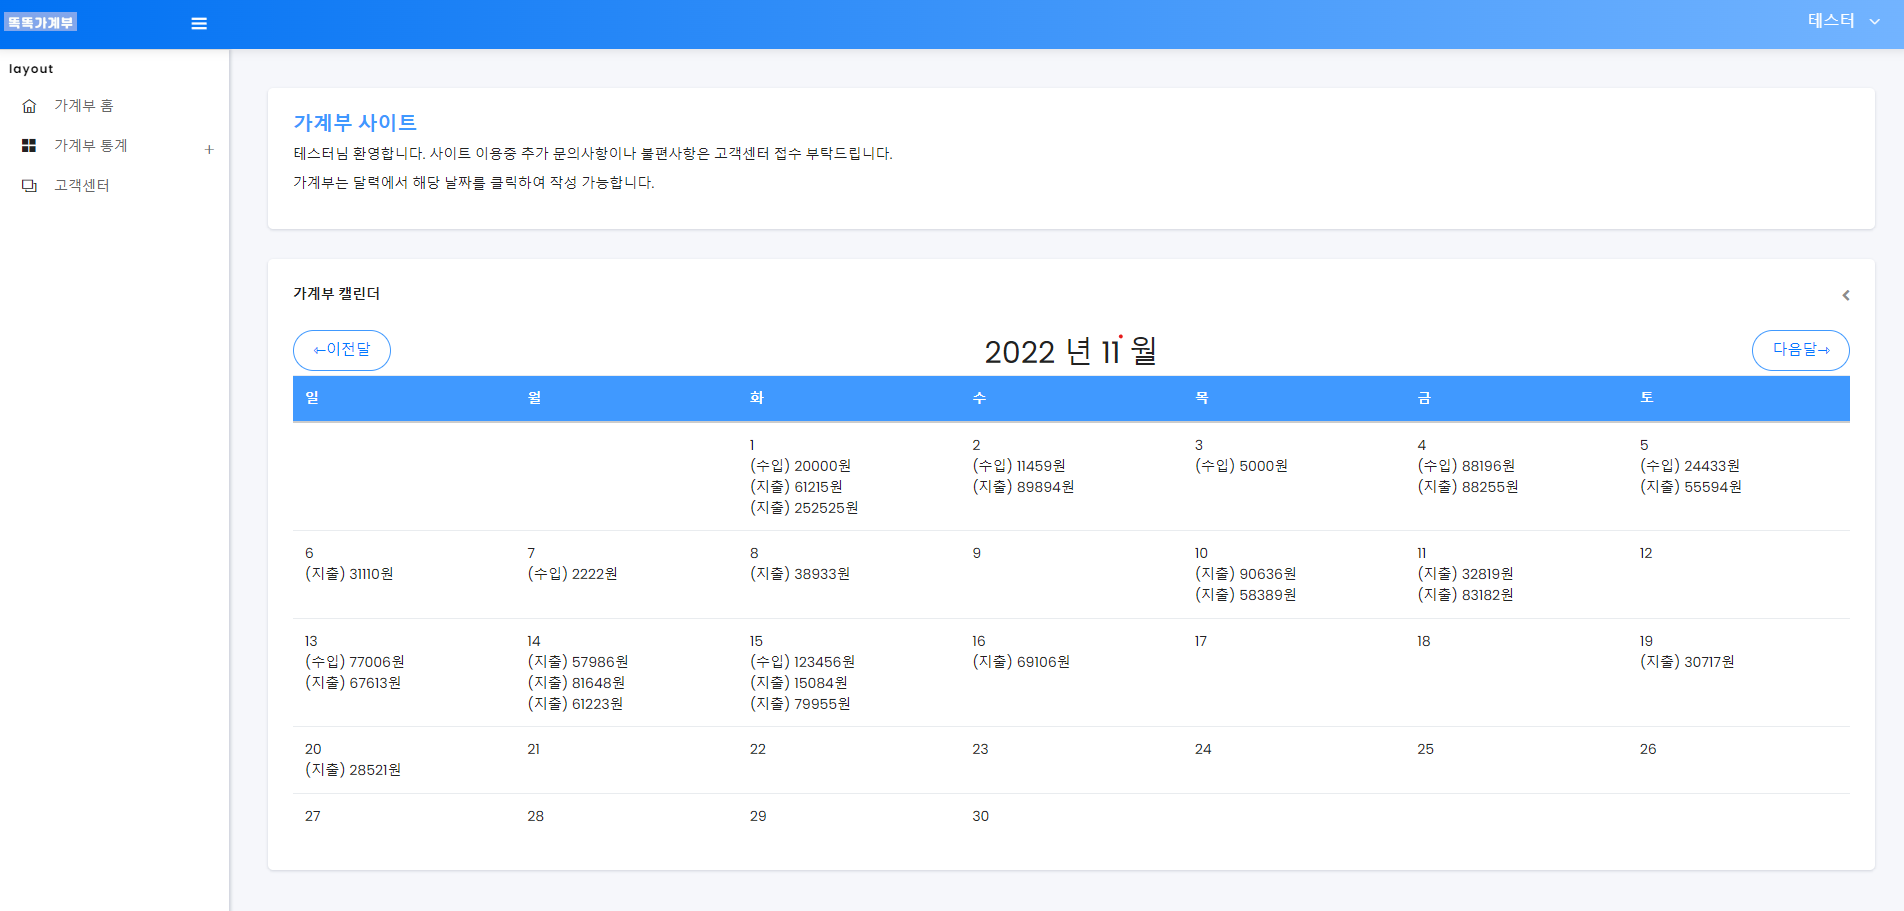 똑똑가계부
테스터
layout
가계부 홈
가계부 통계 +
고객센터
가계부 사이트
테스터님 환영합니다. 사이트 이용중 추가 문의사항이나 불편사항은 고객센터 접수 부탁드립니다.
가계부는 달력에서 해당 날짜를 클릭하여 작성 가능합니다.
가계부 캘린더
⇽이전달
2022 년 11 월
다음달⇾
일 월 화 수 목 금 토
1 2 3 4 5
(수입) 20000원 (수입) 11459원 (수입) 5000원 (수입) 88196원 (수입) 24433원
(지출) 61215원 (지출) 89894원 (지출) 88255원 (지출) 55594원
(지출) 252525원
6 7 8 9 10 11 12
(지출) 31110원 (수입) 2222원 (지출) 38933원 (지출) 90636원 (지출) 32819원
(지출) 58389원 (지출) 83182원
13 14 15 16 17 18 19
(수입) 77006원 (지출) 57986원 (수입) 123456원 (지출) 69106원 (지출) 30717원
(지출) 67613원 (지출) 81648원 (지출) 15084원
(지출) 61223원 (지출) 79955원
20 21 22 23 24 25 26
(지출) 28521원
27 28 29 30